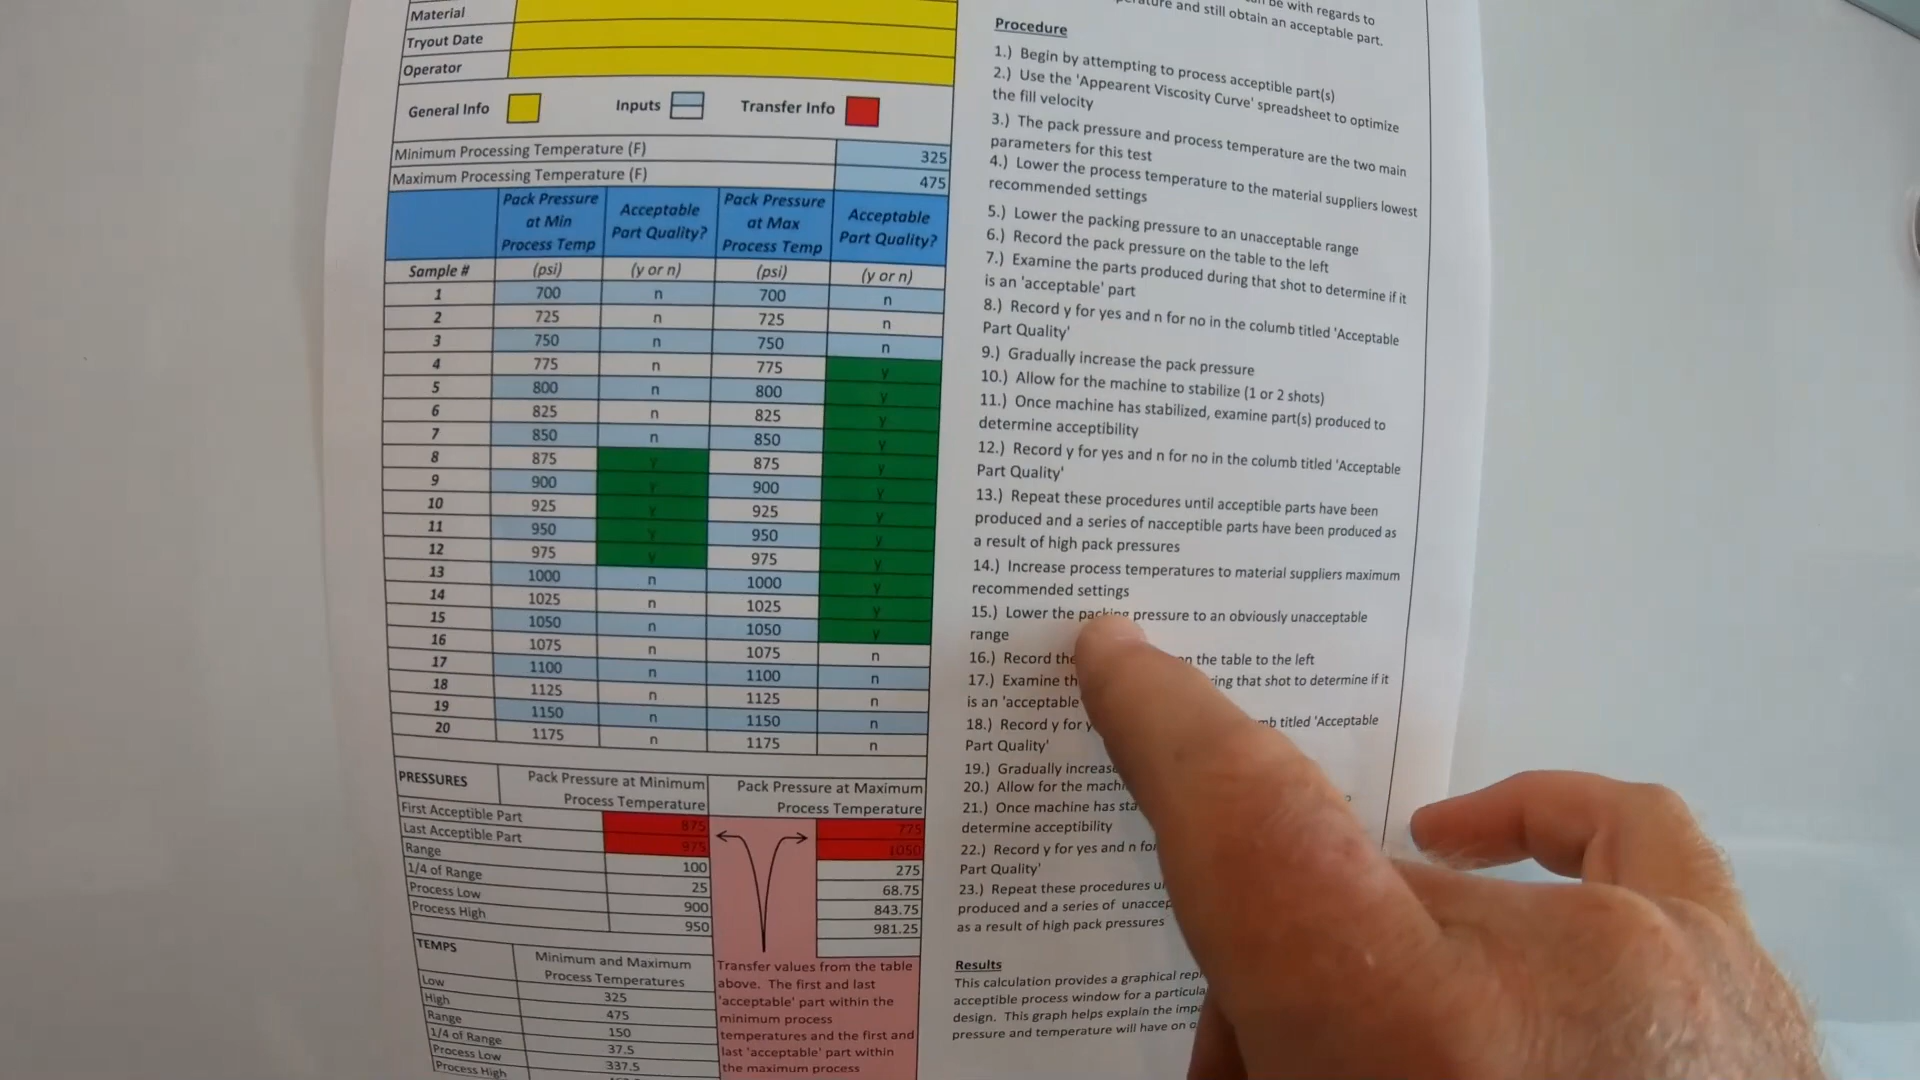 Material
Tryout Date
Operator
General Info
Inputs
Transfer Info
Minimum Processing Temperature (F) 325
Maximum Processing Temperature (F) 475
Pack Pressure at Min Process Temp
Acceptable Part Quality?
Pack Pressure at Max Process Temp
Acceptable Part Quality?
Sample # (psi) (y or n) (psi) (y or n)
1 700 n 700 n
2 725 n 725 n
3 750 n 750 n
4 775 n 775 y
5 800 n 800 y
6 825 n 825 y
7 850 n 850 y
8 875 y 875 y
9 900 y 900 y
10 925 y 925 y
11 950 y 950 y
12 975 y 975 y
13 1000 n 1000 y
14 1025 n 1025 y
15 1050 n 1050 y
16 1075 n 1075 n
17 1100 n 1100 n
18 1125 n 1125 n
19 1150 n 1150 n
20 1175 n 1175 n
PRESSURES
Pack Pressure at Minimum
Process Temperature
Pack Pressure at Maximum
Process Temperature
First Acceptible Part 875 775
Last Acceptible Part 975 1050
Range 100 275
1/4 of Range 25 68.75
Process Low 900 843.75
Process High 950 981.25
TEMPS
Minimum and Maximum
Process Temperatures
Low 325
High 475
Range 150
1/4 of Range 37.5
Process Low 337.5
Process High
Transfer values from the table
above. The first and last
'acceptable' part within the
minimum process
temperatures and the first and
last 'acceptable' part within
the maximum process
be with regards to
and still obtain an acceptable part.
Procedure
1.) Begin by attempting to process acceptible part(s)
2.) Use the 'Appearent Viscosity Curve' spreadsheet to optimize
the fill velocity
3.) The pack pressure and process temperature are the two main
parameters for this test
4.) Lower the process temperature to the material suppliers lowest
recommended settings
5.) Lower the packing pressure to an unacceptable range
6.) Record the pack pressure on the table to the left
7.) Examine the parts produced during that shot to determine if it
is an 'acceptable' part
8.) Record y for yes and n for no in the columb titled 'Acceptable
Part Quality'
9.) Gradually increase the pack pressure
10.) Allow for the machine to stabilize (1 or 2 shots)
11.) Once machine has stabilized, examine part(s) produced to
determine acceptibility
12.) Record y for yes and n for no in the columb titled 'Acceptable
Part Quality'
13.) Repeat these procedures until acceptible parts have been
produced and a series of nacceptible parts have been produced as
a result of high pack pressures
14.) Increase process temperatures to material suppliers maximum
recommended settings
15.) Lower the packing pressure to an obviously unacceptable
range
16.) Record the on the table to the left
17.) Examine that shot to determine if it
is an 'acceptable
18.) Record y for titled 'Acceptable
Part Quality'
19.) Gradually
20.) Allow for the
21.) Once machine has
determine acceptibility
22.) Record y for yes and n for
Part Quality'
23.) Repeat these procedures
produced and a series of
as a result of high pack pressures
Results
This calculation provides a graphical
acceptible process window for a
design. This graph helps explain the
pressure and temperature will have on